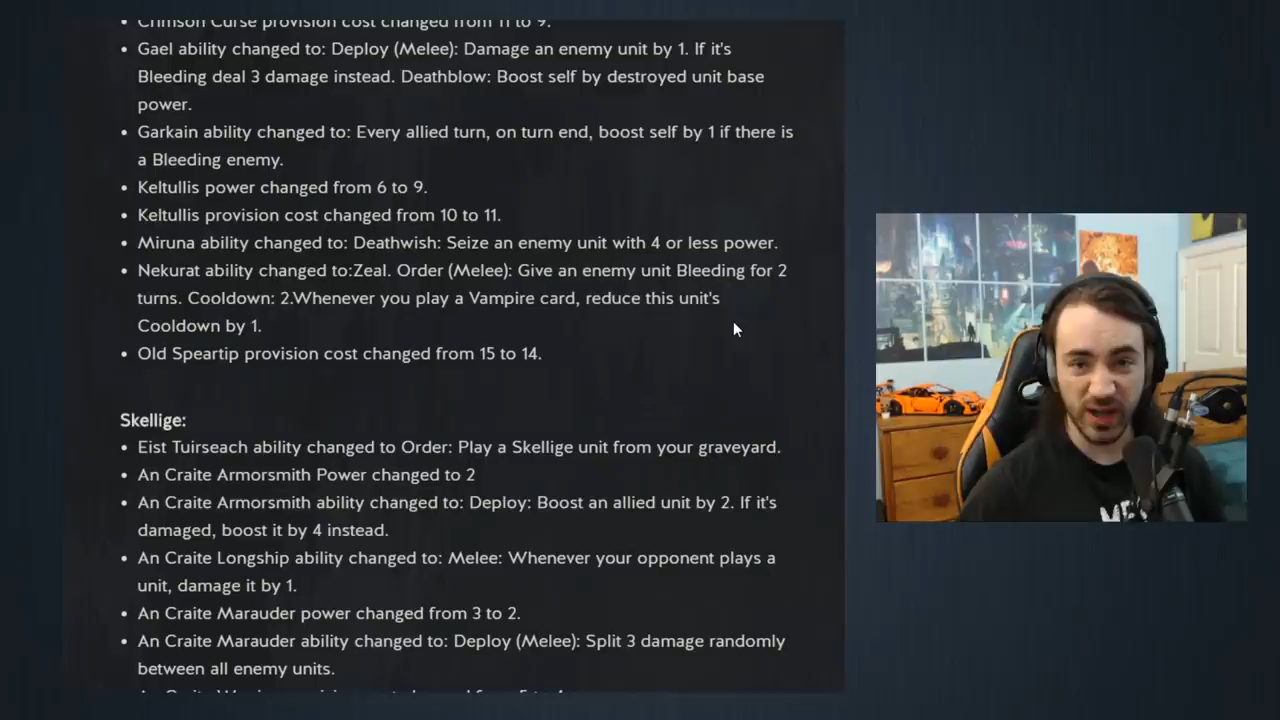 Crimson Curse provision cost changed from 11 to 9.
• Gael ability changed to: Deploy (Melee): Damage an enemy unit by 1. If it's
Bleeding deal 3 damage instead. Deathblow: Boost self by destroyed unit base
power.
• Garkain ability changed to: Every allied turn, on turn end, boost self by 1 if there is
a Bleeding enemy.
• Keltullis power changed from 6 to 9.
• Keltullis provision cost changed from 10 to 11.
• Miruna ability changed to: Deathwish: Seize an enemy unit with 4 or less power.
• Nekurat ability changed to:Zeal. Order (Melee): Give an enemy unit Bleeding for 2
turns. Cooldown: 2.Whenever you play a Vampire card, reduce this unit's
Cooldown by 1.
• Old Speartip provision cost changed from 15 to 14.
Skellige:
• Eist Tuirseach ability changed to Order: Play a Skellige unit from your graveyard.
• An Craite Armorsmith Power changed to 2
• An Craite Armorsmith ability changed to: Deploy: Boost an allied unit by 2. If it's
damaged, boost it by 4 instead.
• An Craite Longship ability changed to: Melee: Whenever your opponent plays a
unit, damage it by 1.
• An Craite Marauder power changed from 3 to 2.
• An Craite Marauder ability changed to: Deploy (Melee): Split 3 damage randomly
between all enemy units.